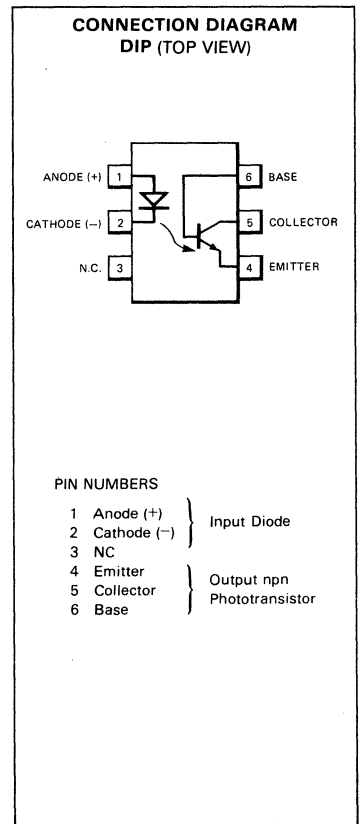 CONNECTION DIAGRAM
DIP (TOP VIEW)
ANODE (+) 1
6 BASE
CATHODE (−) 2
5 COLLECTOR
N.C. 3
4 EMITTER
PIN NUMBERS
1 Anode (+)
2 Cathode (−)
Input Diode
3 NC
4 Emitter
5 Collector
6 Base
Output npn
Phototransistor